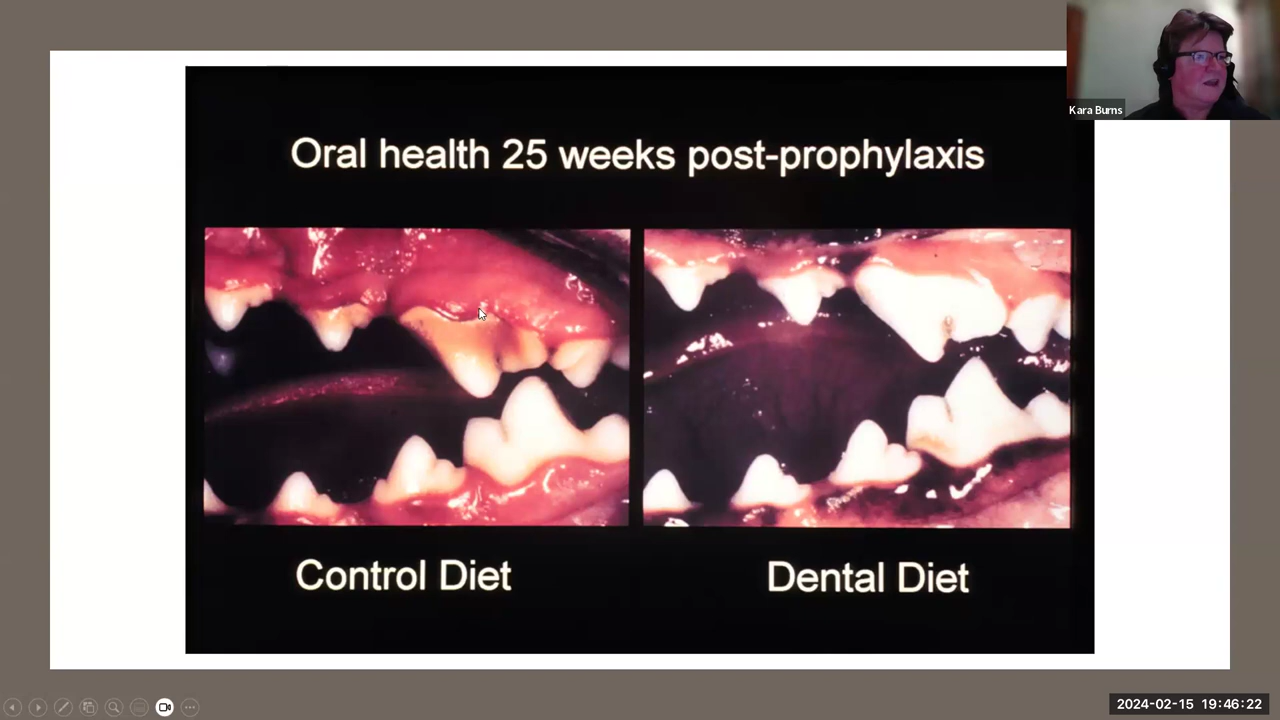 Kara Burns
Oral health 25 weeks post-prophylaxis
Control Diet
Dental Diet
2024-02-15 19:46:22